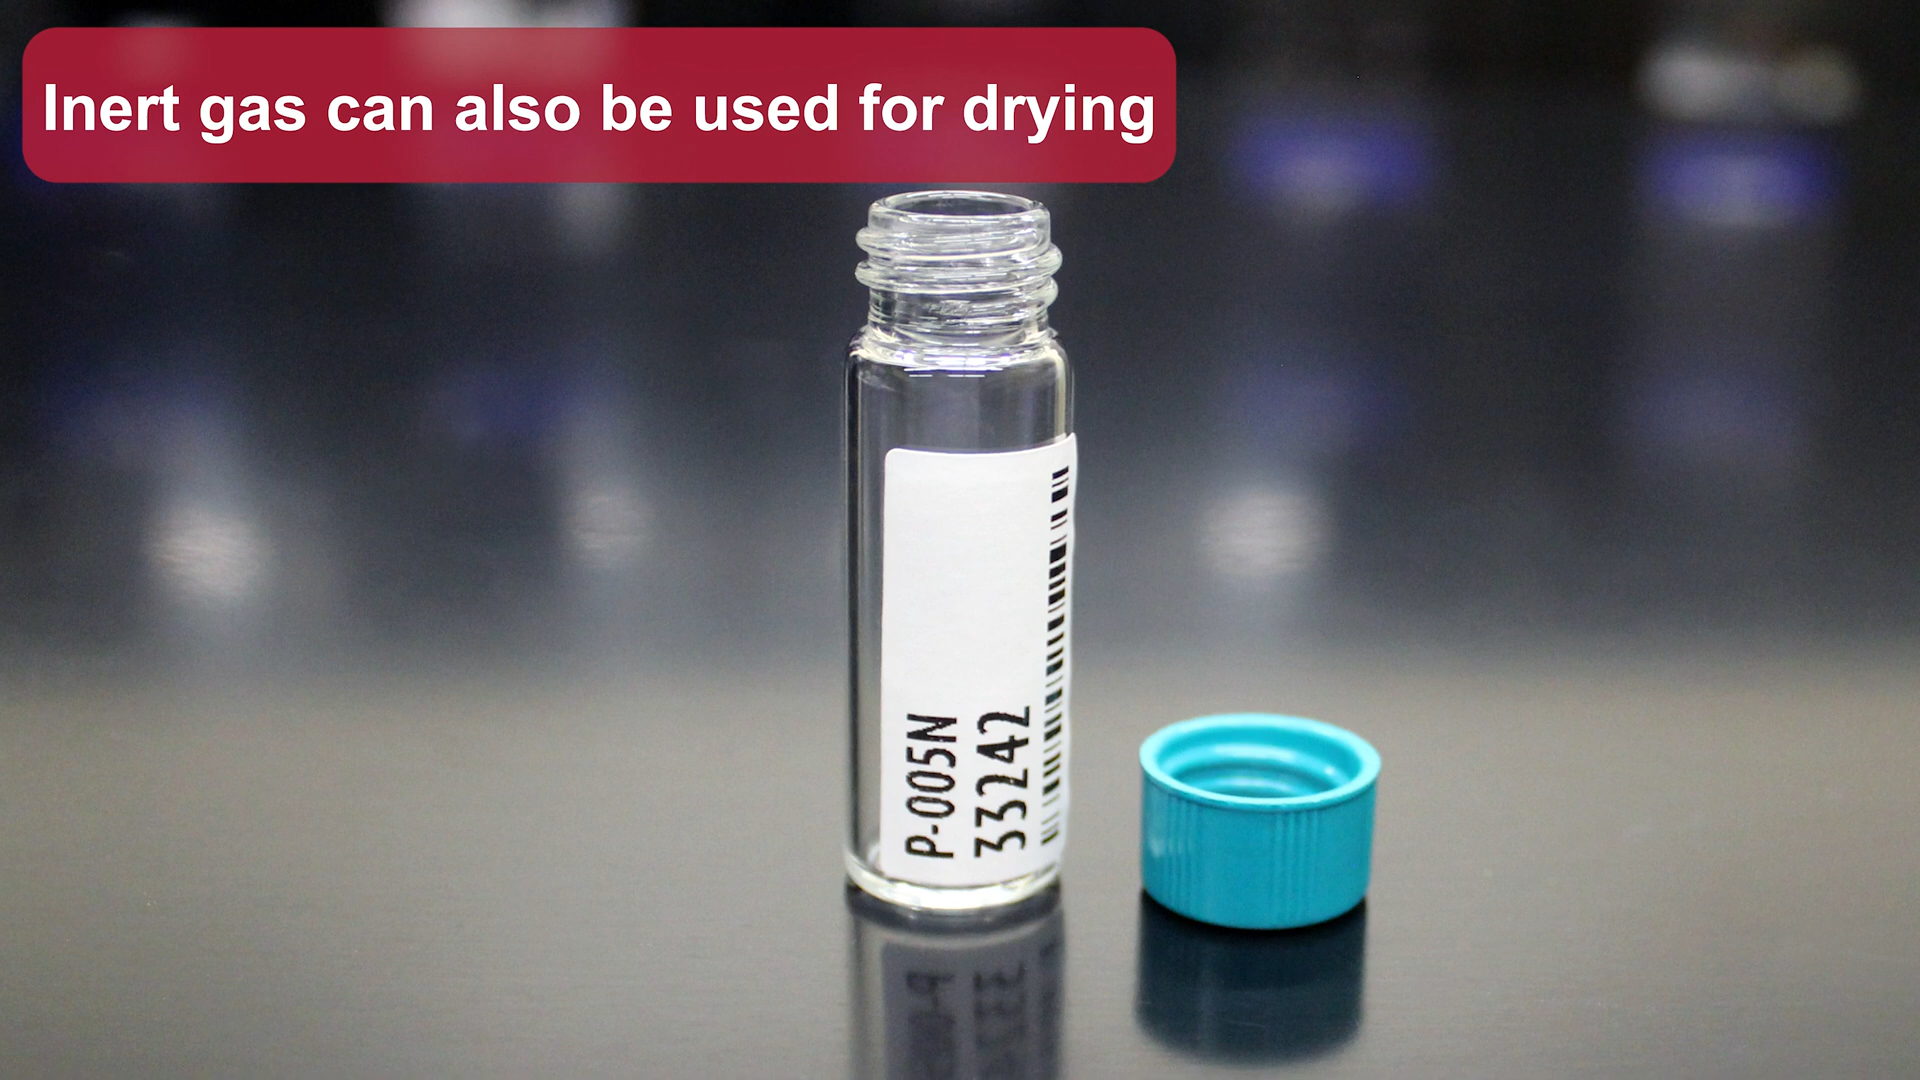 Inert gas can also be used for drying
P-005N
33242